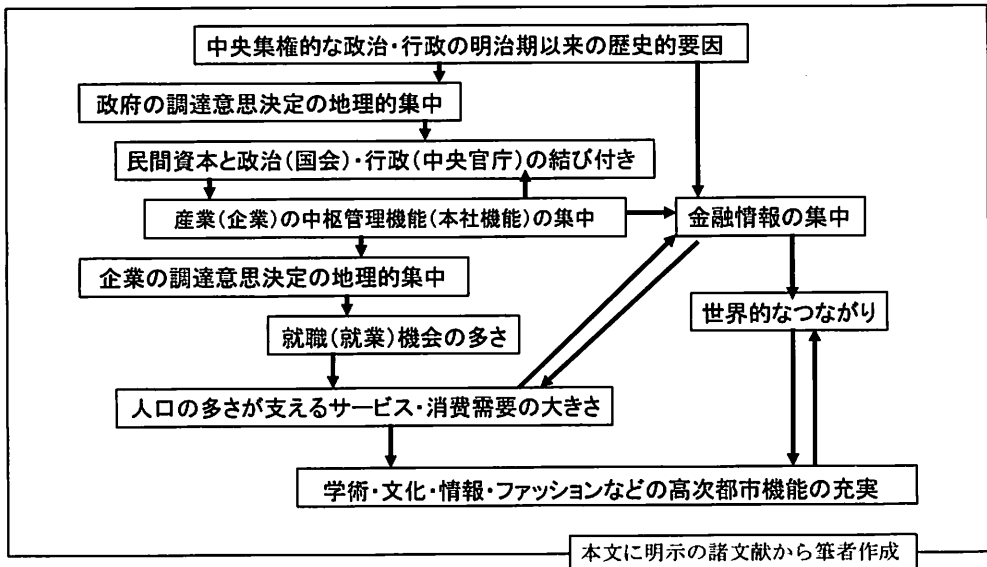 中央集権的な政治・行政の明治期以来の歴史的要因
政府の調達意思決定の地理的集中
民間資本と政治(国会)・行政(中央官庁)の結び付き
産業(企業)の中枢管理機能(本社機能)の集中
金融情報の集中
企業の調達意思決定の地理的集中
世界的なつながり
就職(就業)機会の多さ
人口の多さが支えるサービス・消費需要の大きさ
学術・文化・情報・ファッションなどの高次都市機能の充実
本文に明示の諸文献から筆者作成